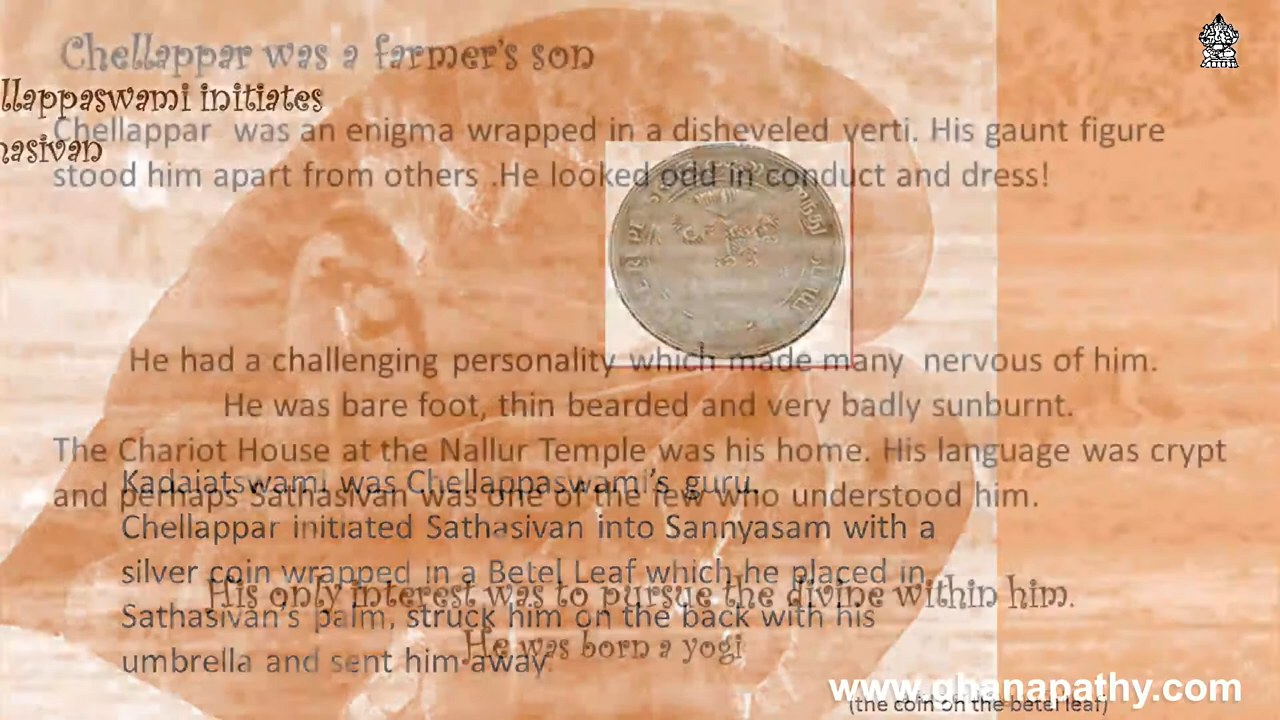 Chellappar was a farmer's son
llappaswami initiates
hasivan
Chellappar was an enigma wrapped in a disheveled verti. His gaunt figure
stood him apart from others .He looked odd in conduct and dress!
He had a challenging personality which made many nervous of him.
He was bare foot, thin bearded and very badly sunburnt.
The Chariot House at the Nallur Temple was his home. His language was crypt
and perhaps Sathasivan was one of the few who understood him.
Kadaiatswami was Chellappaswami's guru.
Chellappar initiated Sathasivan into Sannyasam with a
silver coin wrapped in a Betel Leaf which he placed in
Sathasivan's palm, struck him on the back with his
umbrella and sent him away.
His only interest was to pursue the divine within him.
He was born a yogi
www.ghanapathy.com
(the coin on the betel leaf)